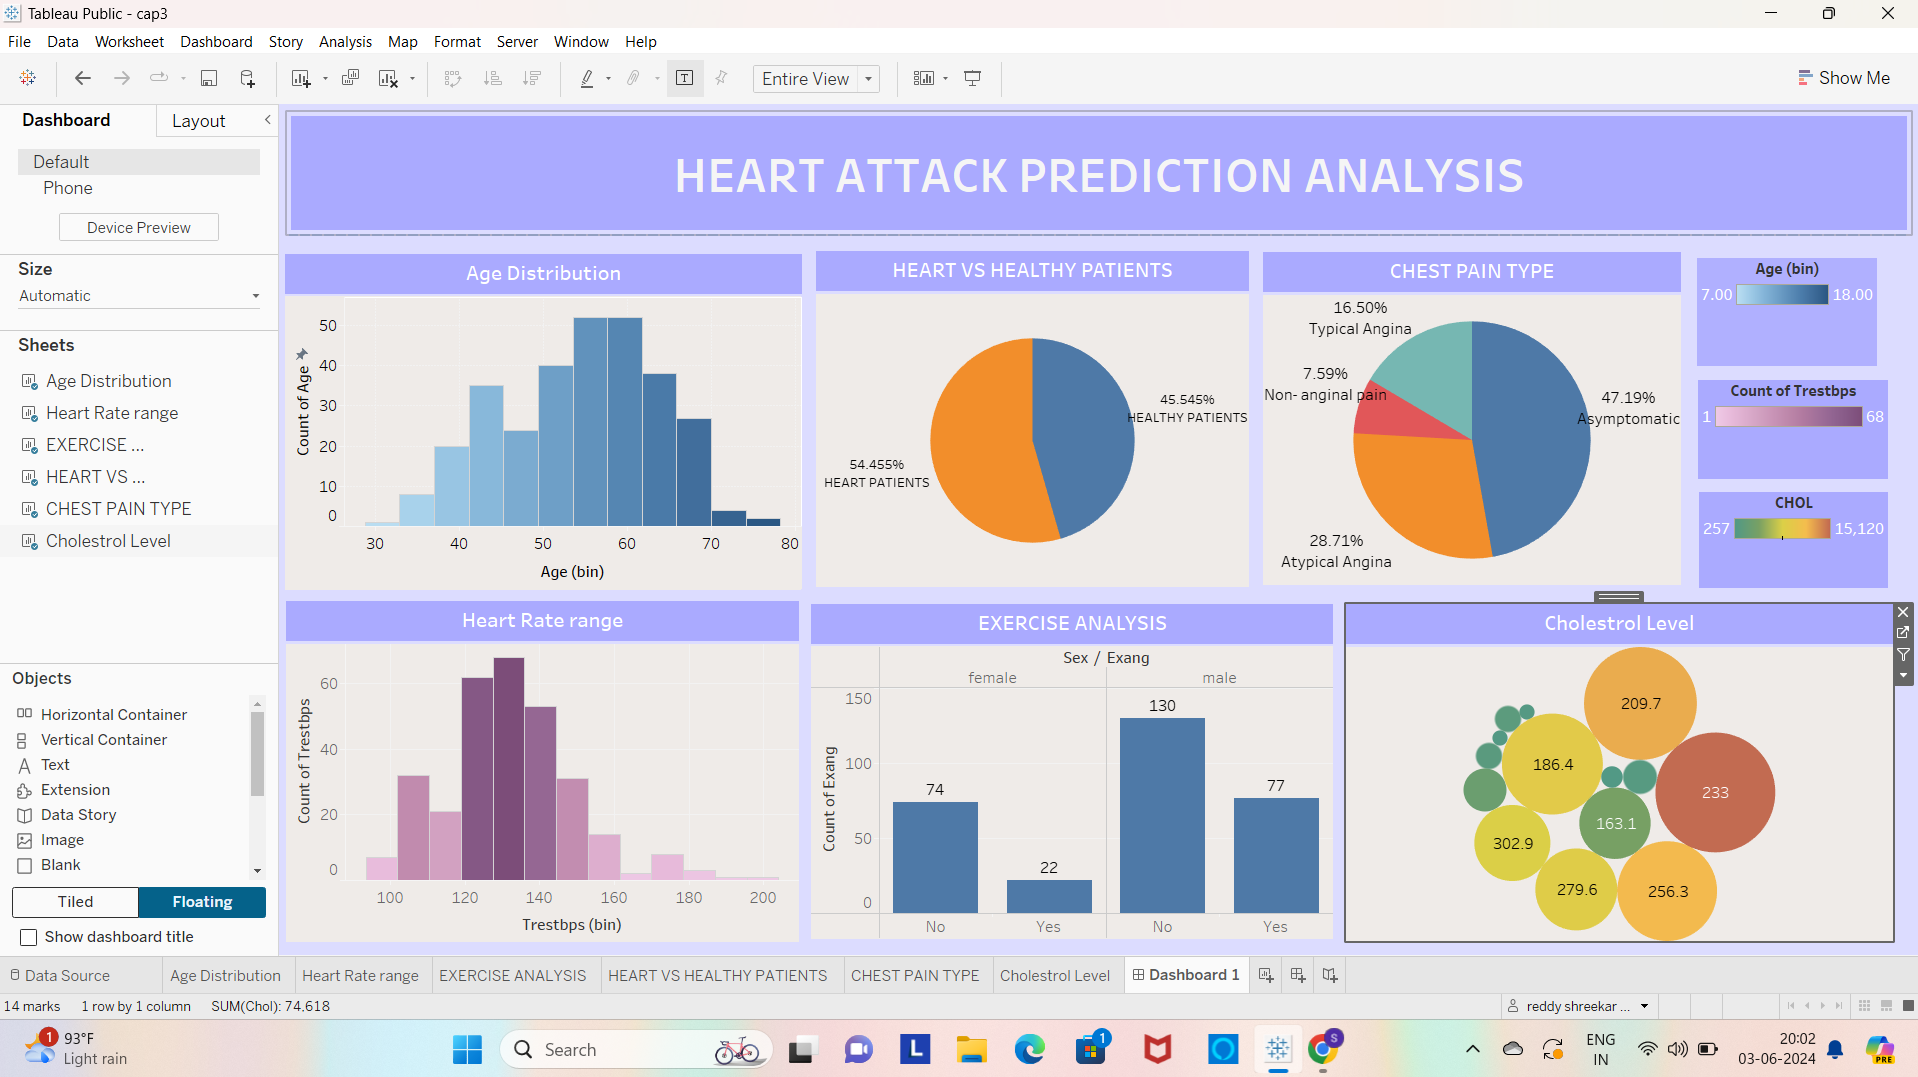 Tableau Public - cap3
File Data Worksheet Dashboard Story Analysis Map Format Server Window Help
Entire View
Show Me
Dashboard
Layout
Default
Phone
Device Preview
Size
Automatic
Sheets
Age Distribution
Heart Rate range
EXERCISE ...
HEART VS ...
CHEST PAIN TYPE
Cholestrol Level
Objects
Horizontal Container
Vertical Container
Text
Extension
Data Story
Image
Blank
Tiled
Floating
Show dashboard title
HEART ATTACK PREDICTION ANALYSIS
Age Distribution
Count of Age
50
40
30
20
10
0
30 40 50 60 70 80
Age (bin)
HEART VS HEALTHY PATIENTS
45.545%
HEALTHY PATIENTS
54.455%
HEART PATIENTS
CHEST PAIN TYPE
16.50%
Typical Angina
7.59%
Non- anginal pain
47.19%
Asymptomatic
28.71%
Atypical Angina
Age (bin)
7.00 18.00
Count of Trestbps
1 68
CHOL
257 15,120
Heart Rate range
Count of Trestbps
60
40
20
0
100 120 140 160 180 200
Trestbps (bin)
EXERCISE ANALYSIS
Sex / Exang
female male
Count of Exang
150
100
50
0
74
22
130
77
No Yes No Yes
Cholestrol Level
209.7
186.4
233
163.1
302.9
279.6
256.3
Data Source
Age Distribution
Heart Rate range
EXERCISE ANALYSIS
HEART VS HEALTHY PATIENTS
CHEST PAIN TYPE
Cholestrol Level
Dashboard 1
14 marks 1 row by 1 column SUM(Chol): 74,618
reddy shreekar ...
1
93°F
Light rain
Search
L
1
S
ENG
IN
20:02
03-06-2024
PRE